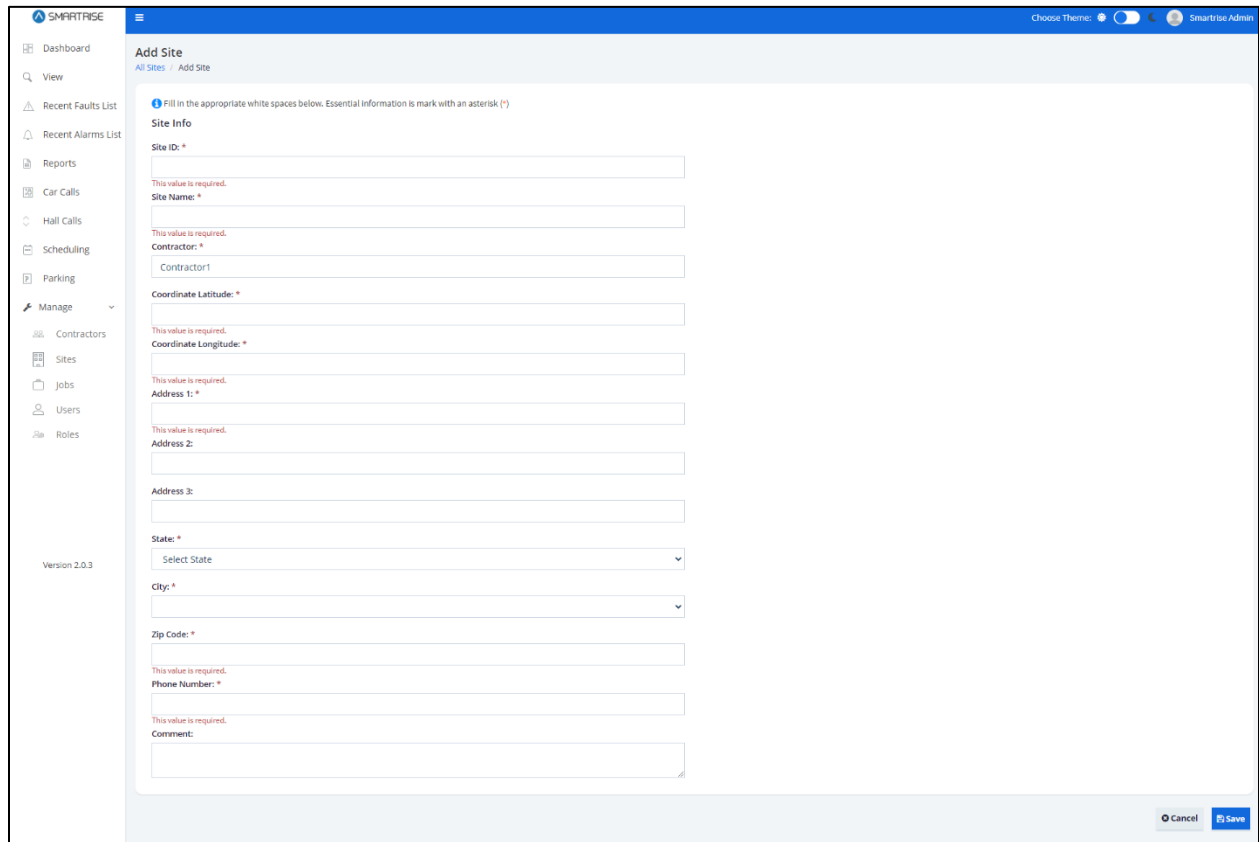 SMARTRISE
Choose Theme:
Smartrise Admin
Dashboard
View
Recent Faults List
Recent Alarms List
Reports
Car Calls
Hall Calls
Scheduling
Parking
Manage
Contractors
Sites
Jobs
Users
Roles
Version 2.0.3
Add Site
All Sites / Add Site
Fill in the appropriate white spaces below. Essential information is mark with an asterisk (*)
Site Info
Site ID: *
This value is required.
Site Name: *
This value is required.
Contractor: *
Contractor1
Coordinate Latitude: *
This value is required.
Coordinate Longitude: *
This value is required.
Address 1: *
This value is required.
Address 2:
Address 3:
State: *
Select State
City: *
Zip Code: *
This value is required.
Phone Number: *
This value is required.
Comment:
Cancel
Save